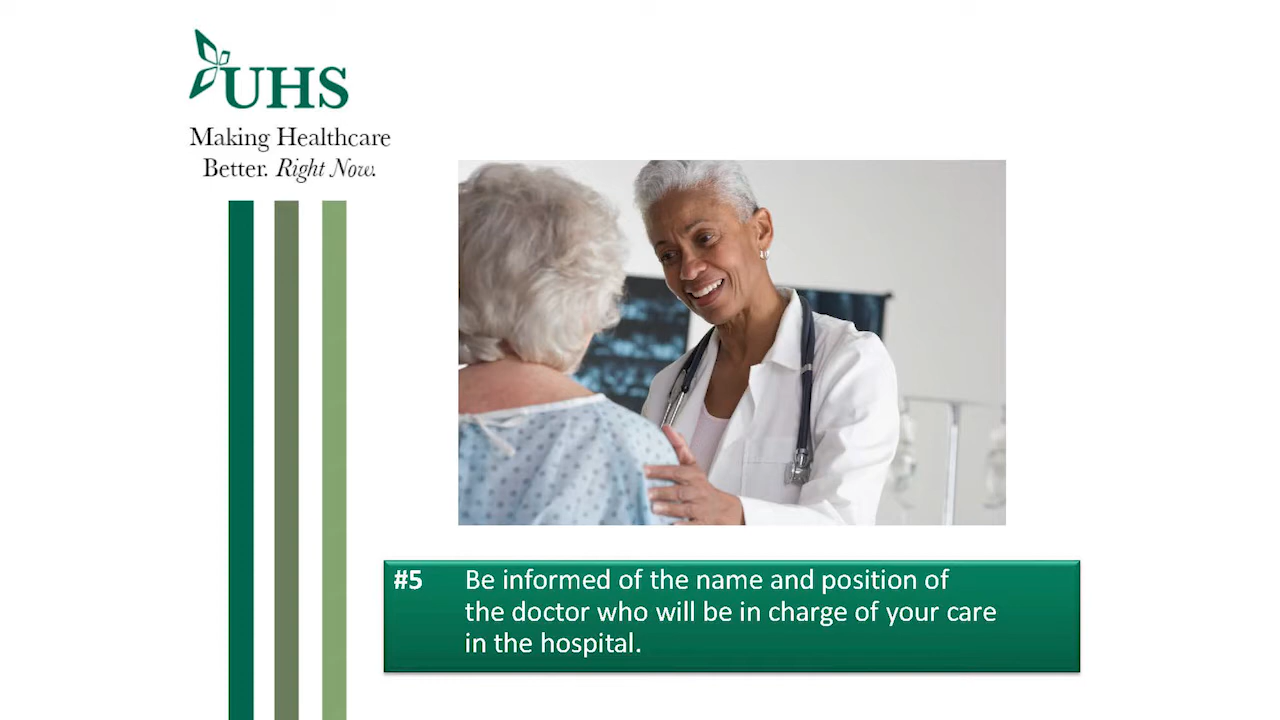 UHS
Making Healthcare
Better. Right Now.
#5 Be informed of the name and position of
the doctor who will be in charge of your care
in the hospital.